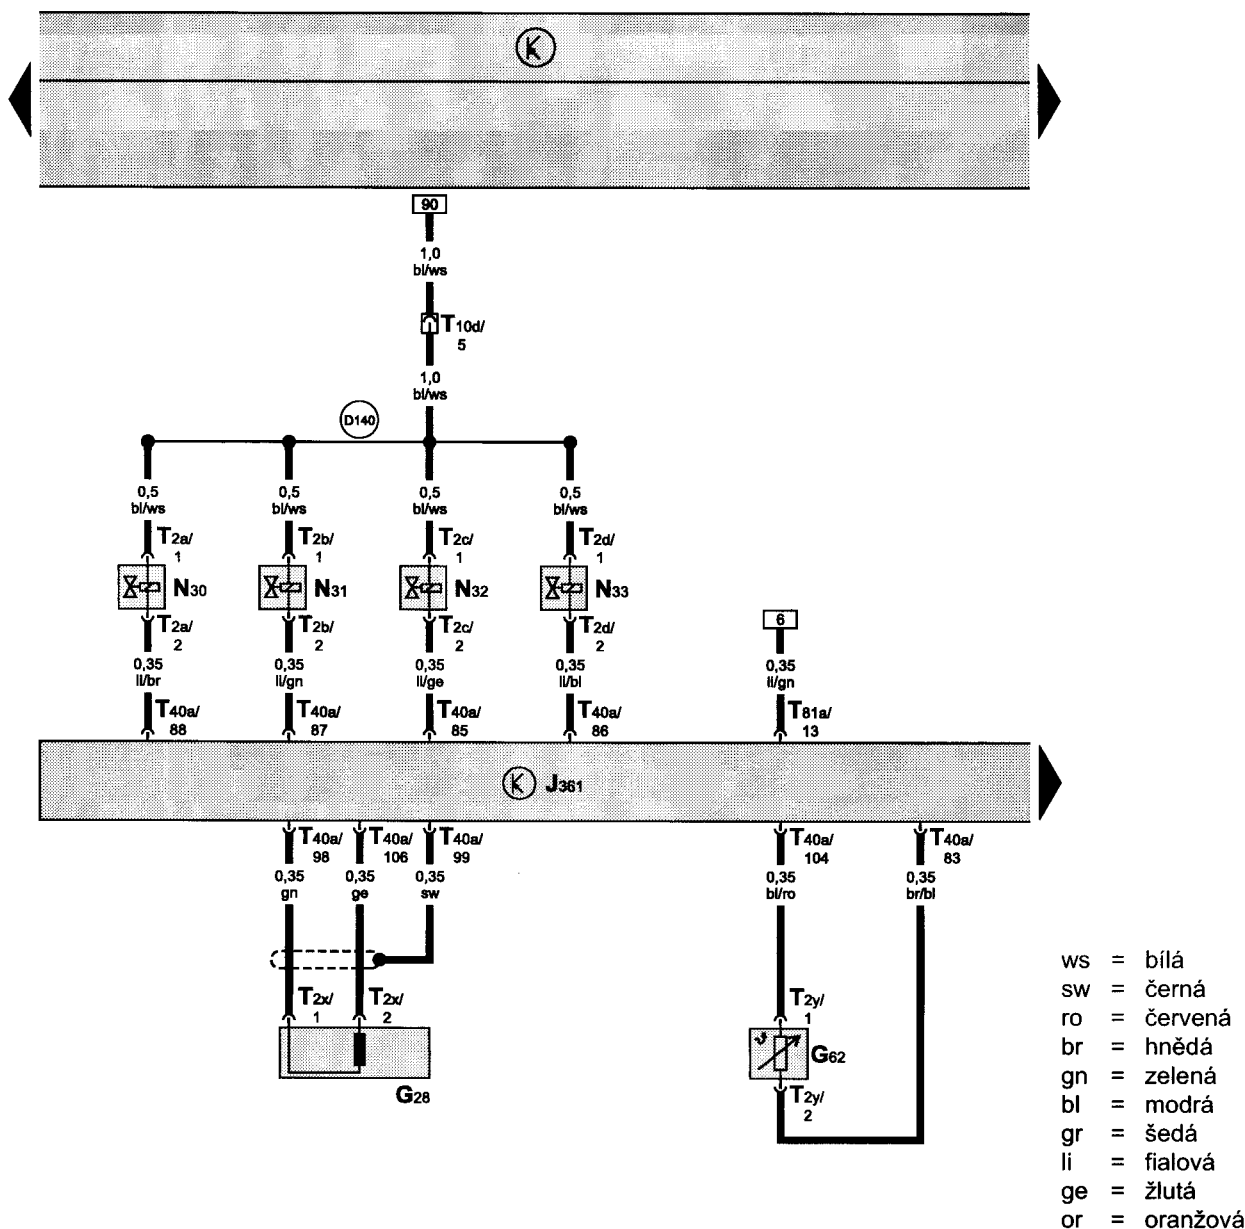 K
90
1,0
bl/ws
T10d/
5
1,0
bl/ws
D140
0,5 0,5 0,5 0,5
bl/ws bl/ws bl/ws bl/ws
T2a/ T2b/ T2c/ T2d/
1 1 1 1
N30 N31 N32 N33
T2a/ T2b/ T2c/ T2d/
2 2 2 2
6
0,35 0,35 0,35 0,35 0,35
li/br li/gn li/ge li/bl li/gn
T40a/ T40a/ T40a/ T40a/ T81a/
88 87 85 86 13
K J361
T40a/ T40a/ T40a/ T40a/ T40a/
98 106 99 104 83
0,35 0,35 0,35 0,35 0,35
gn ge sw bl/ro br/bl
T2x/ T2x/ T2y/
1 2 1
G62
G28
T2y/
2
ws = bílá
sw = černá
ro = červená
br = hnědá
gn = zelená
bl = modrá
gr = šedá
li = fialová
ge = žlutá
or = oranžová